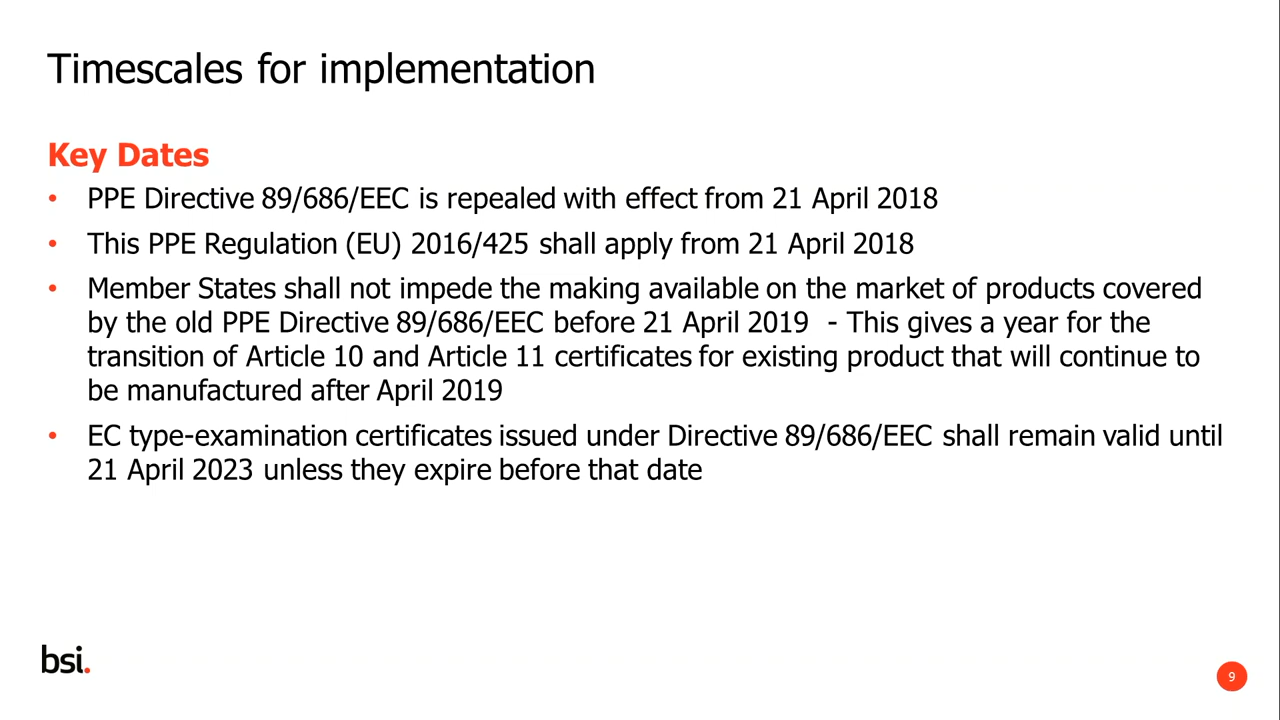 Timescales for implementation
Key Dates
• PPE Directive 89/686/EEC is repealed with effect from 21 April 2018
• This PPE Regulation (EU) 2016/425 shall apply from 21 April 2018
• Member States shall not impede the making available on the market of products covered
by the old PPE Directive 89/686/EEC before 21 April 2019 - This gives a year for the
transition of Article 10 and Article 11 certificates for existing product that will continue to
be manufactured after April 2019
• EC type-examination certificates issued under Directive 89/686/EEC shall remain valid until
21 April 2023 unless they expire before that date
bsi.
9